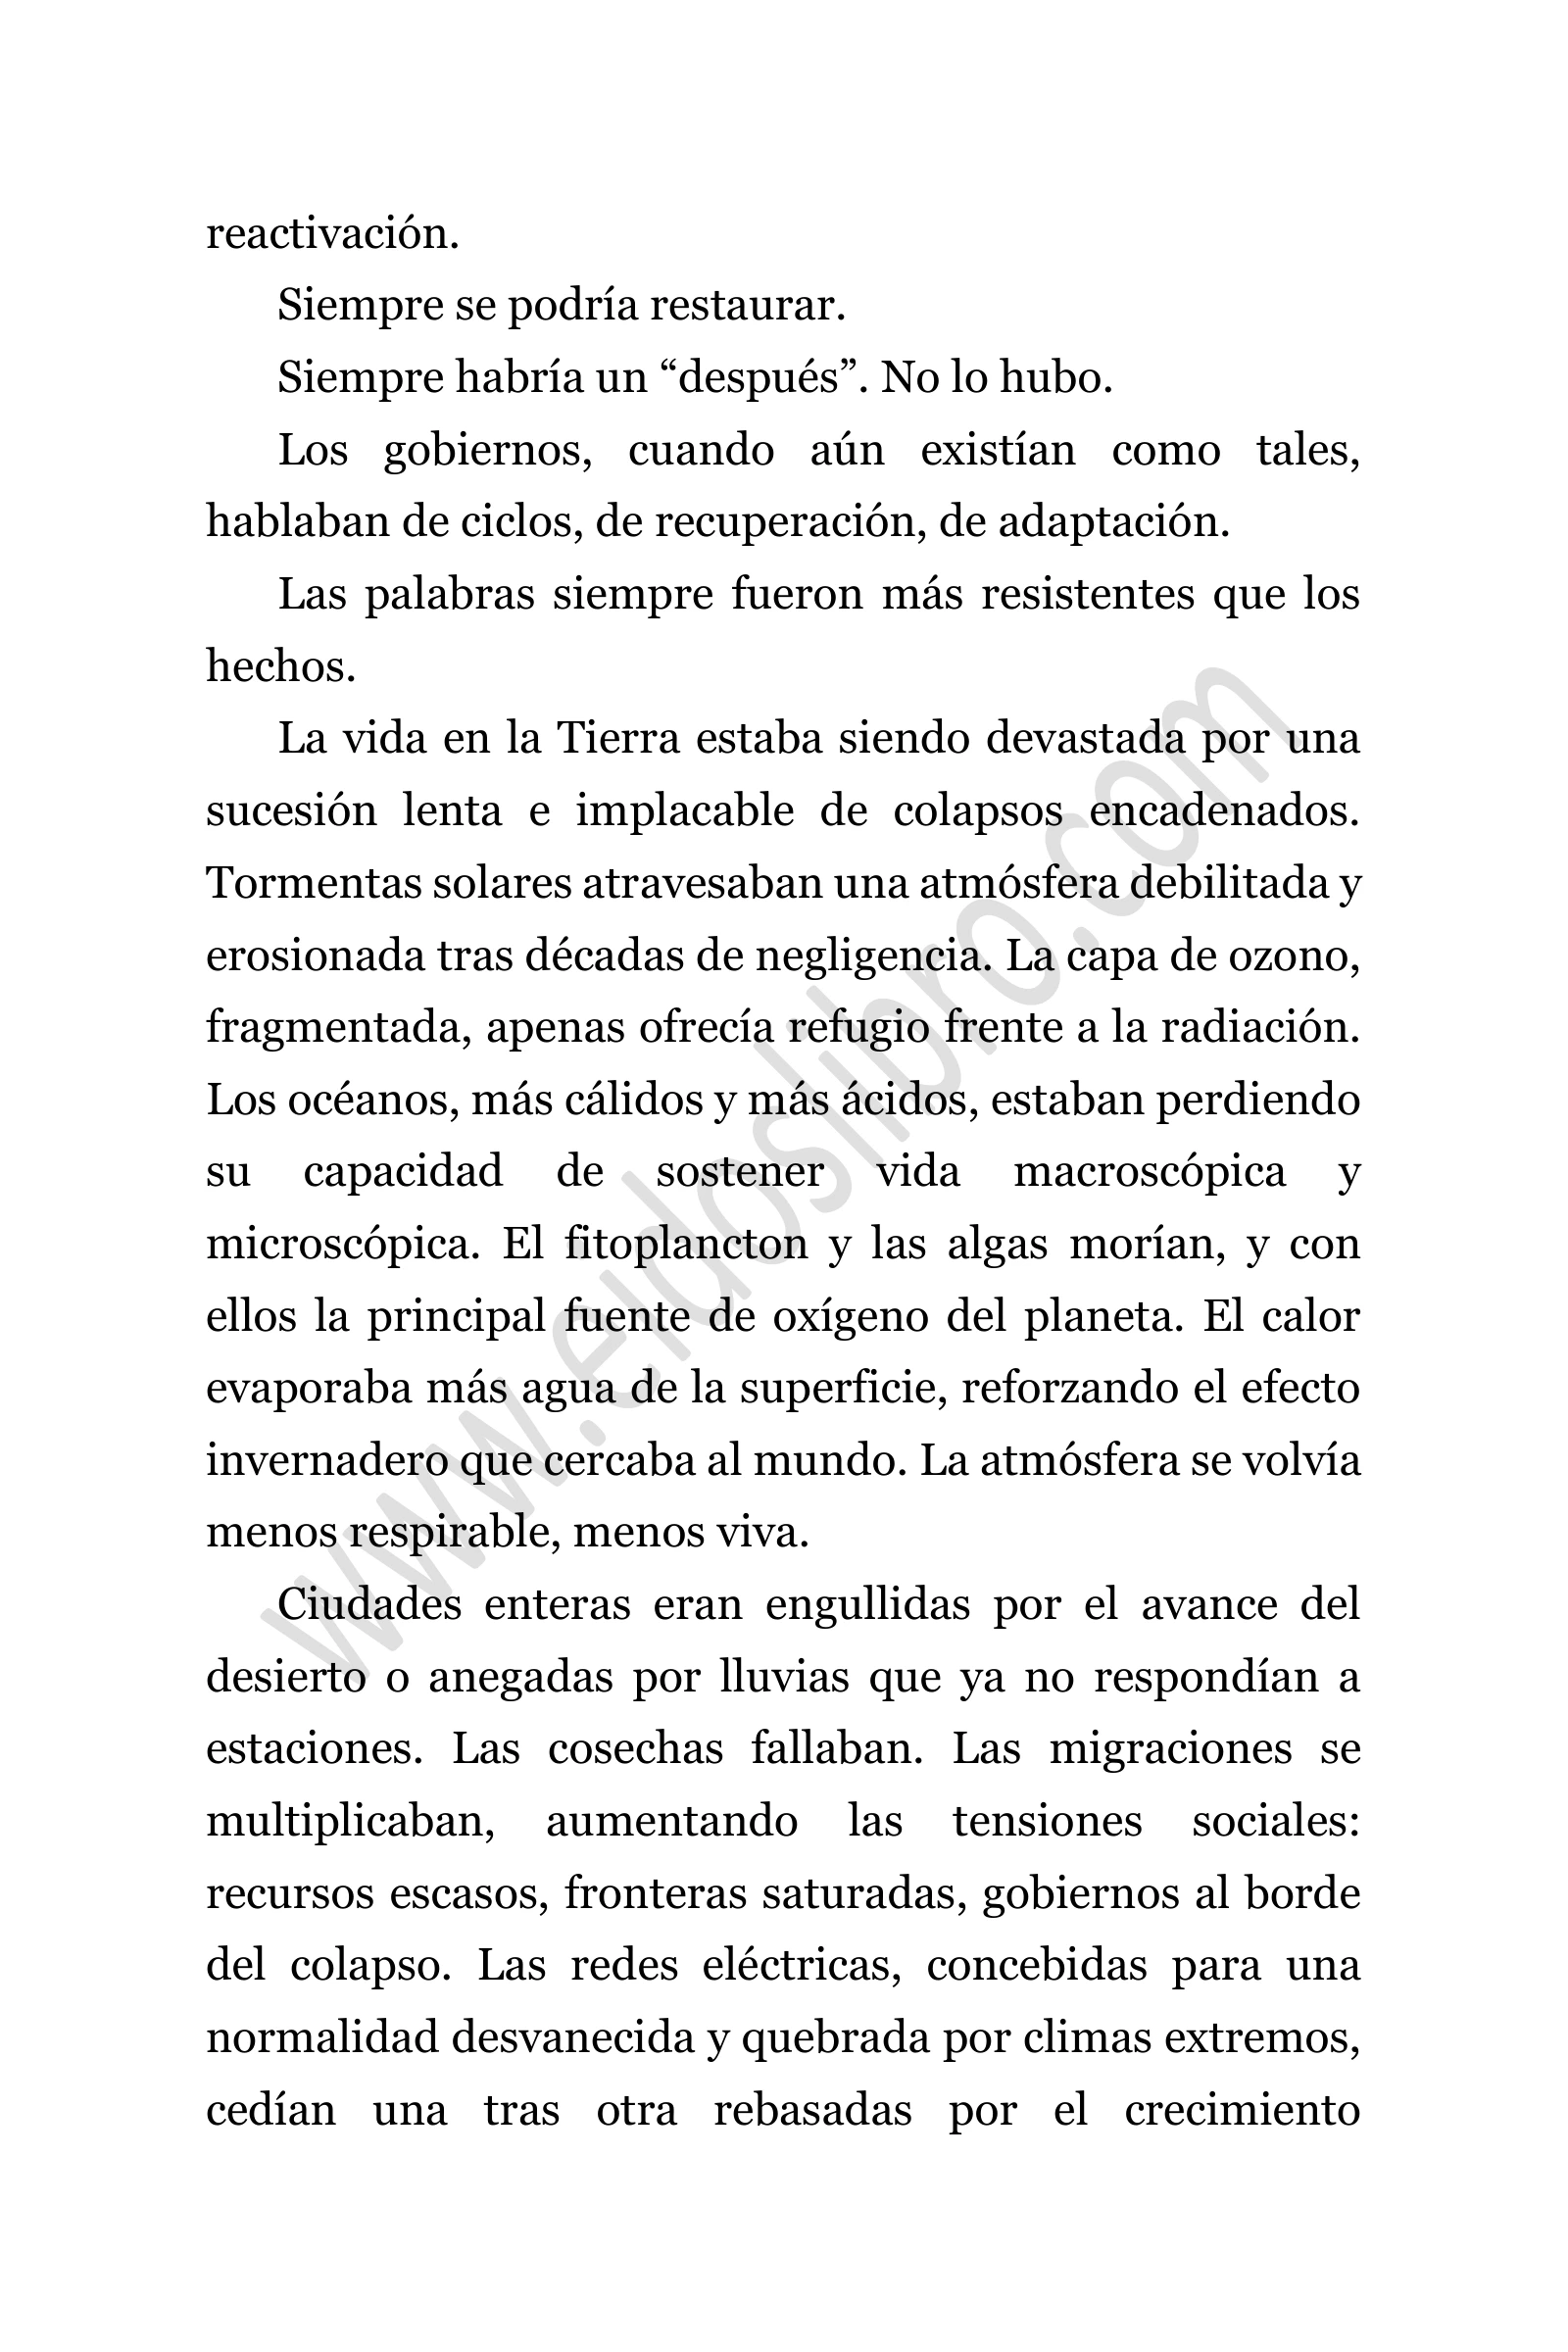 reactivación.
Siempre se podría restaurar.
Siempre habría un “después”. No lo hubo.
Los gobiernos, cuando aún existían como tales,
hablaban de ciclos, de recuperación, de adaptación.
Las palabras siempre fueron más resistentes que los
hechos.
La vida en la Tierra estaba siendo devastada por una
sucesión lenta e implacable de colapsos encadenados.
Tormentas solares atravesaban una atmósfera debilitada y
erosionada tras décadas de negligencia. La capa de ozono,
fragmentada, apenas ofrecía refugio frente a la radiación.
Los océanos, más cálidos y más ácidos, estaban perdiendo
su capacidad de sostener vida macroscópica y
microscópica. El fitoplancton y las algas morían, y con
ellos la principal fuente de oxígeno del planeta. El calor
evaporaba más agua de la superficie, reforzando el efecto
invernadero que cercaba al mundo. La atmósfera se volvía
menos respirable, menos viva.
Ciudades enteras eran engullidas por el avance del
desierto o anegadas por lluvias que ya no respondían a
estaciones. Las cosechas fallaban. Las migraciones se
multiplicaban, aumentando las tensiones sociales:
recursos escasos, fronteras saturadas, gobiernos al borde
del colapso. Las redes eléctricas, concebidas para una
normalidad desvanecida y quebrada por climas extremos,
cedían una tras otra rebasadas por el crecimiento
www.eidoslibro.com